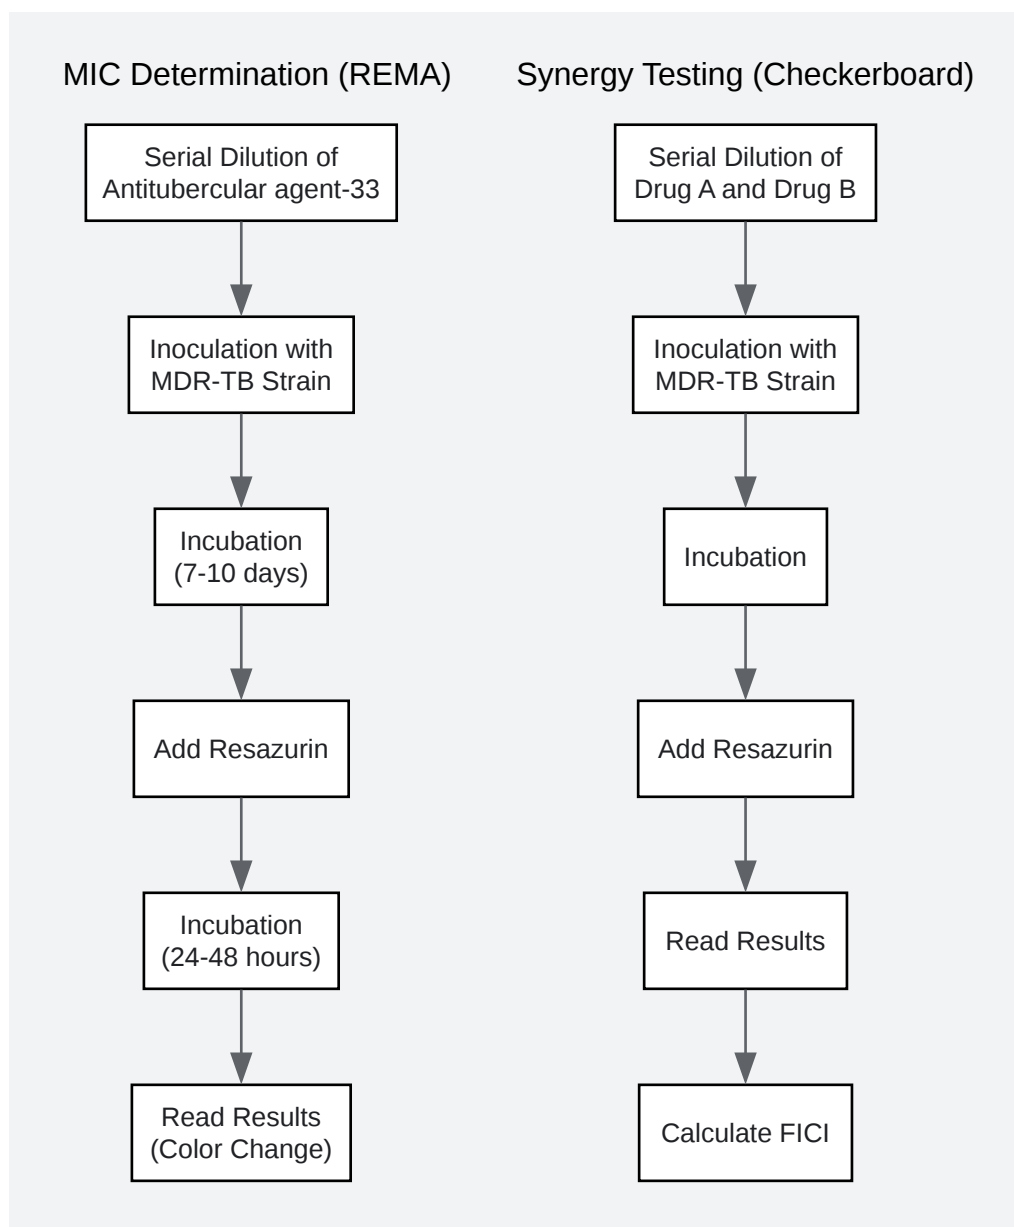 MIC Determination (REMA)
Serial Dilution of
Antitubercular agent-33
Inoculation with
MDR-TB Strain
Incubation
(7-10 days)
Add Resazurin
Incubation
(24-48 hours)
Read Results
(Color Change)
Synergy Testing (Checkerboard)
Serial Dilution of
Drug A and Drug B
Inoculation with
MDR-TB Strain
Incubation
Add Resazurin
Read Results
Calculate FICI